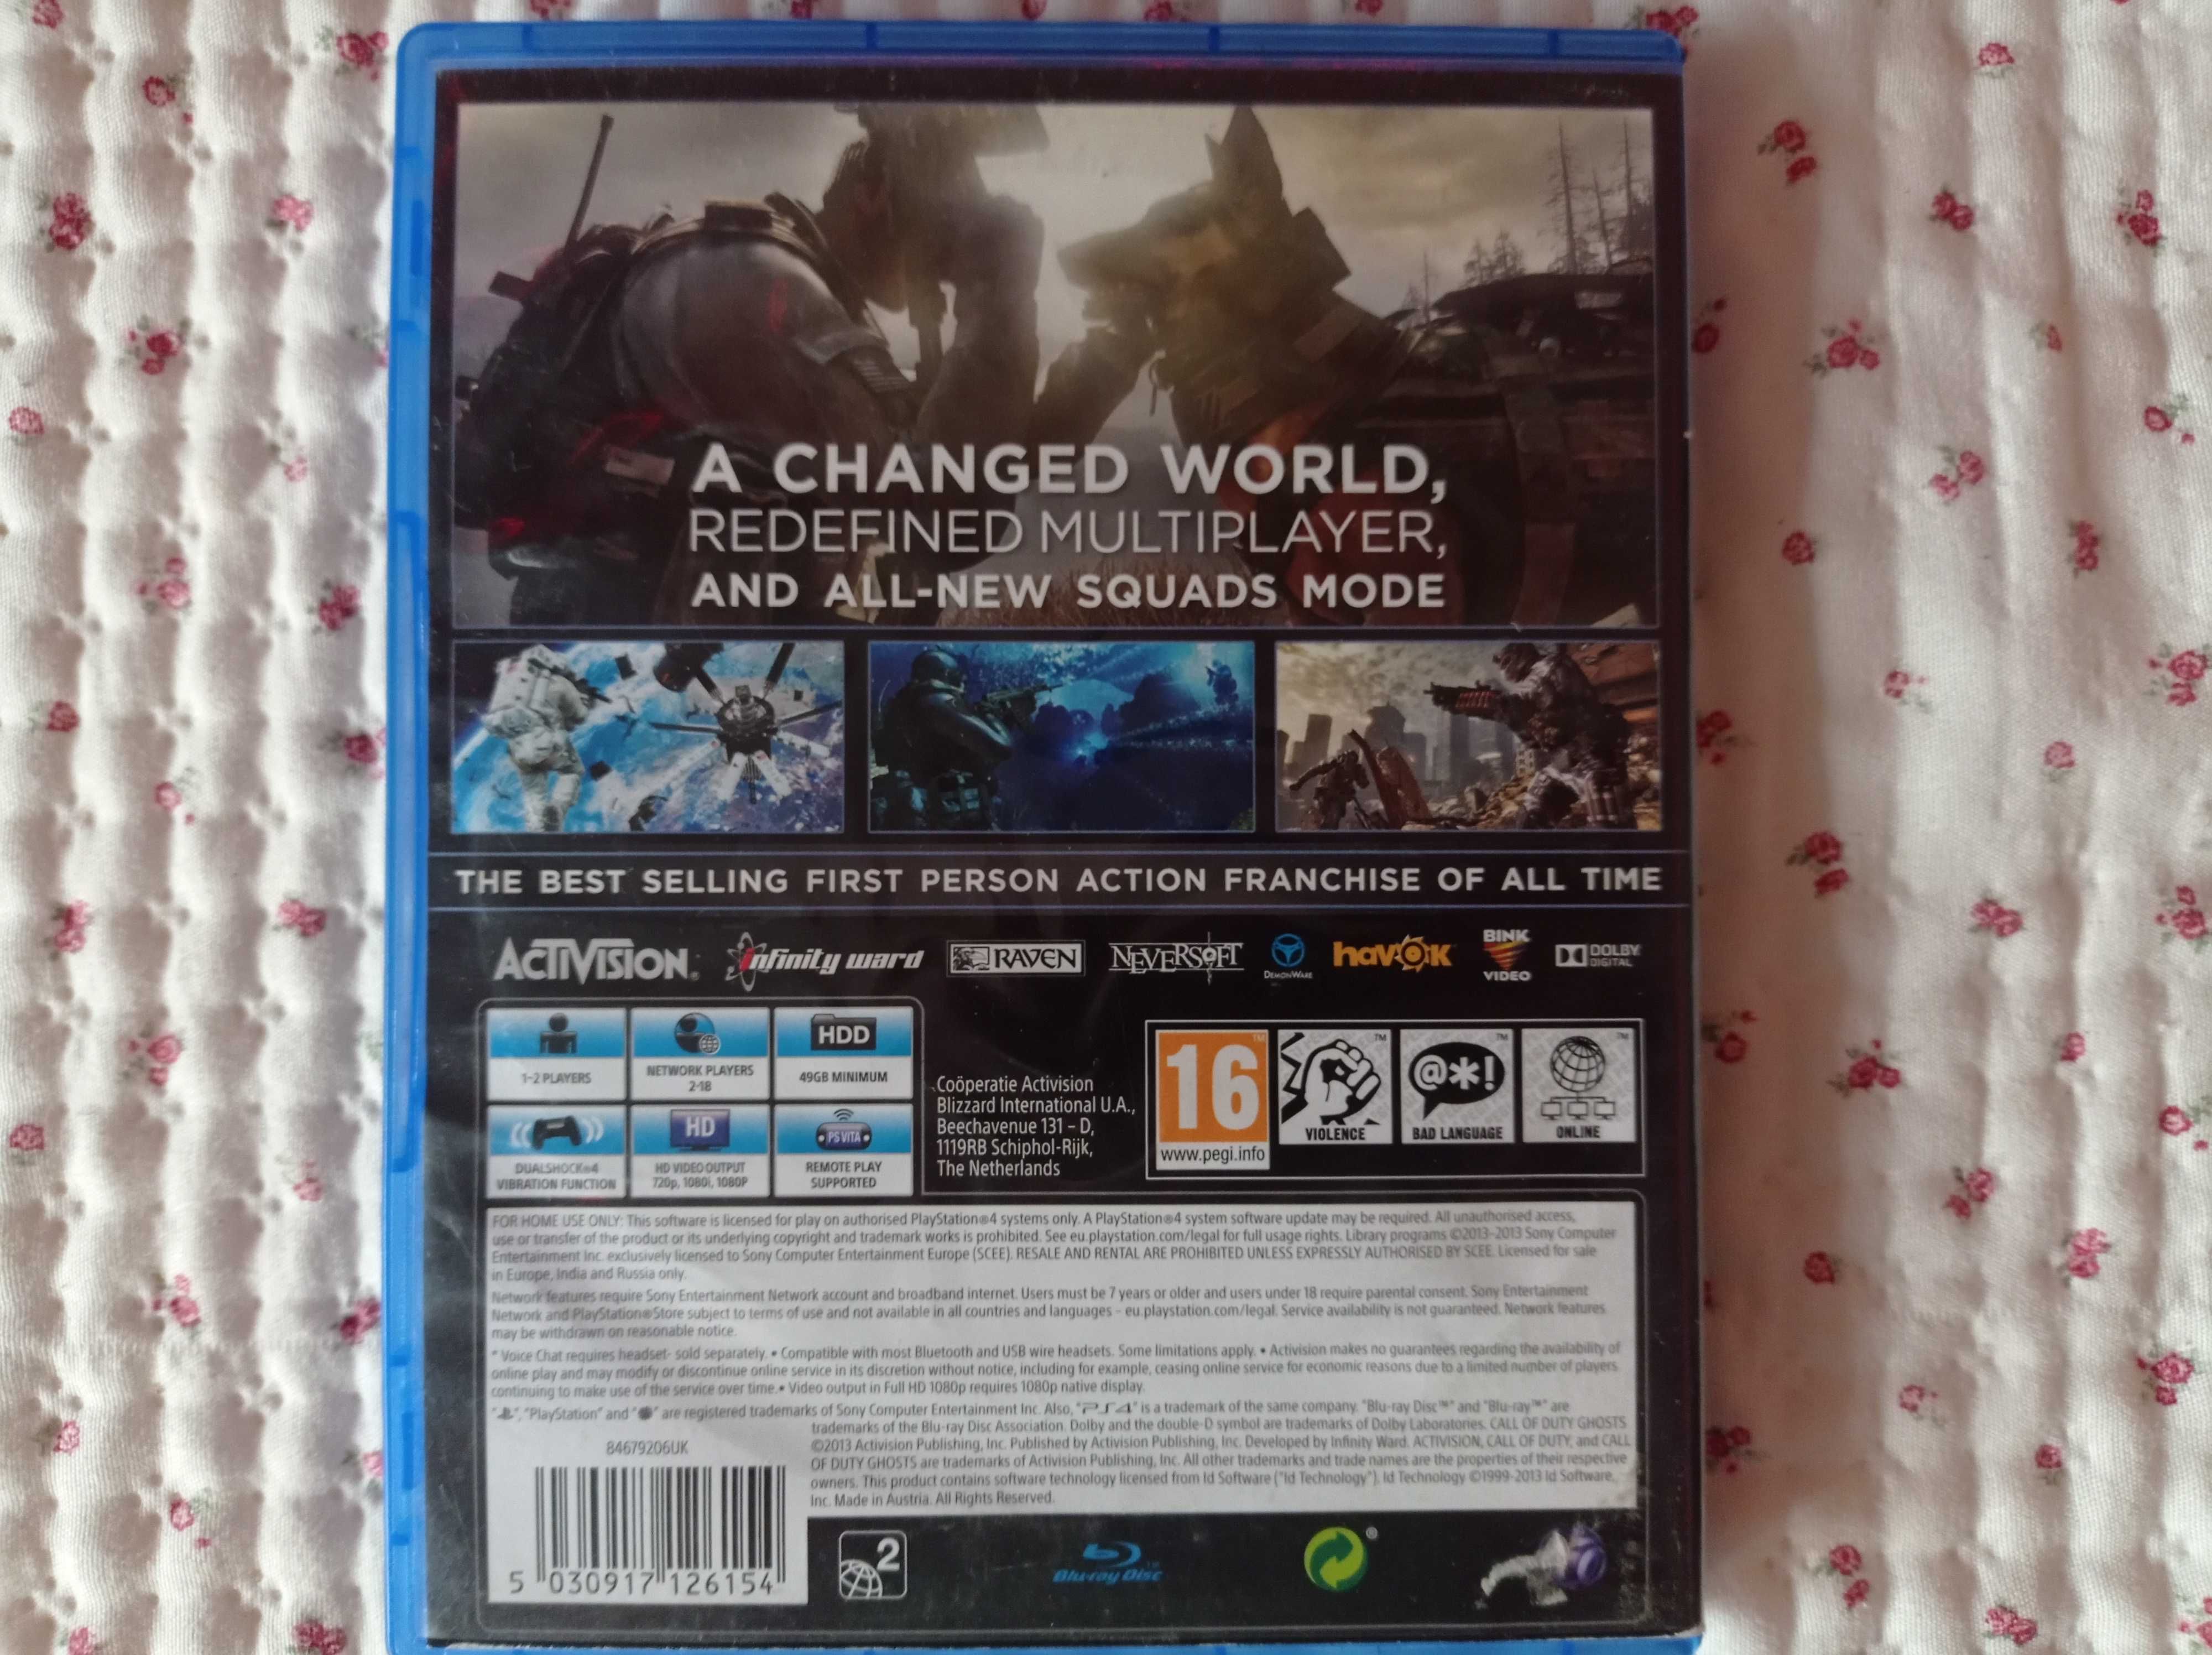 A CHANGED WORLD,
REDEFINED MULTIPLAYER,
AND ALL-NEW SQUADS MODE
THE BEST SELLING FIRST PERSON ACTION FRANCHISE OF ALL TIME
ACTIVISION.
infinity ward
RAVEN
NEVERSOFT
DEMONWARE
havok
BINK
VIDEO
DOLBY
DIGITAL
1-2 PLAYERS
NETWORK PLAYERS
2-18
HDD
49GB MINIMUM
DUALSHOCK®4
VIBRATION FUNCTION
HD
HD VIDEO OUTPUT
720p, 1080i, 1080P
PS VITA
REMOTE PLAY
SUPPORTED
Coöperatie Activision
Blizzard International U.A.,
Beechavenue 131 – D,
1119RB Schiphol-Rijk,
The Netherlands
16™
www.pegi.info
™
VIOLENCE
™
@*!
BAD LANGUAGE
™
ONLINE
FOR HOME USE ONLY: This software is licensed for play on authorised PlayStation®4 systems only. A PlayStation®4 system software update may be required. All unauthorised access,
use or transfer of the product or its underlying copyright and trademark works is prohibited. See eu.playstation.com/legal for full usage rights. Library programs ©2013-2013 Sony Computer
Entertainment Inc. exclusively licensed to Sony Computer Entertainment Europe (SCEE). RESALE AND RENTAL ARE PROHIBITED UNLESS EXPRESSLY AUTHORISED BY SCEE. Licensed for sale
in Europe, India and Russia only.
Network features require Sony Entertainment Network account and broadband internet. Users must be 7 years or older and users under 18 require parental consent. Sony Entertainment
Network and PlayStation®Store subject to terms of use and not available in all countries and languages – eu.playstation.com/legal. Service availability is not guaranteed. Network features
may be withdrawn on reasonable notice.
* Voice Chat requires headset- sold separately. • Compatible with most Bluetooth and USB wire headsets. Some limitations apply. • Activision makes no guarantees regarding the availability of
online play and may modify or discontinue online service in its discretion without notice, including for example, ceasing online service for economic reasons due to a limited number of players
continuing to make use of the service over time.• Video output in Full HD 1080p requires 1080p native display.
" ", "PlayStation" and " " are registered trademarks of Sony Computer Entertainment Inc. Also, "PS4" is a trademark of the same company. "Blu-ray Disc™" and "Blu-ray™" are
trademarks of the Blu-ray Disc Association. Dolby and the double-D symbol are trademarks of Dolby Laboratories. CALL OF DUTY GHOSTS
©2013 Activision Publishing, Inc. Published by Activision Publishing, Inc. Developed by Infinity Ward. ACTIVISION, CALL OF DUTY, and CALL
OF DUTY GHOSTS are trademarks of Activision Publishing, Inc. All other trademarks and trade names are the properties of their respective
owners. This product contains software technology licensed from Id Software ("Id Technology"). Id Technology ©1999-2013 Id Software,
Inc. Made in Austria. All Rights Reserved.
84679206UK
5 030917 126154
2
Blu-ray Disc™
®